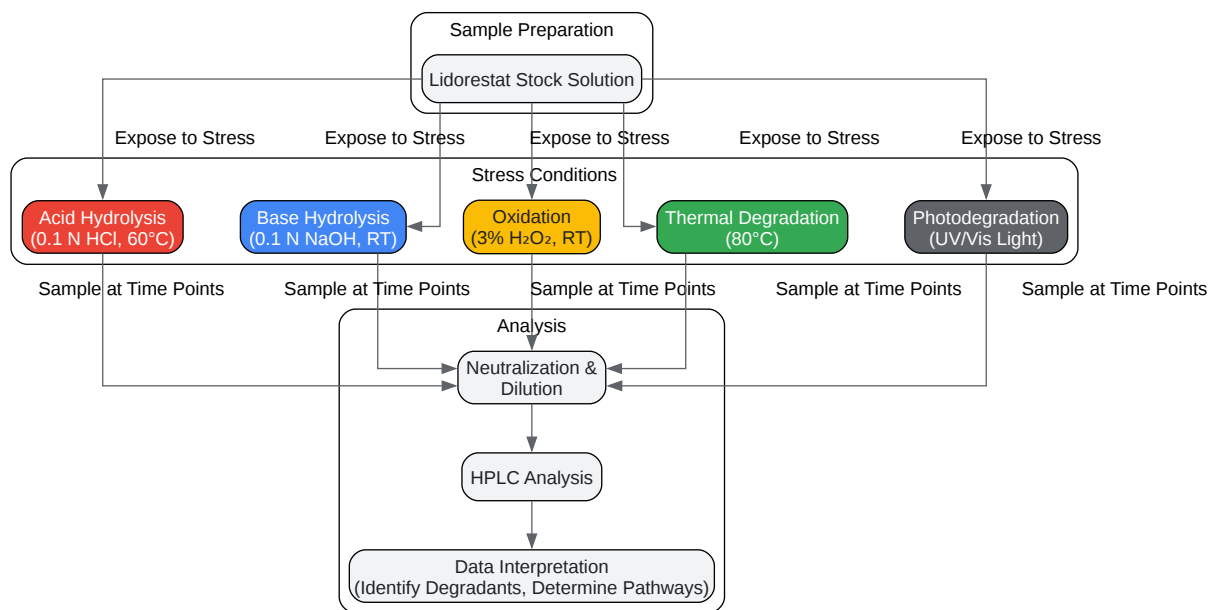 Sample Preparation
Lidorestat Stock Solution
Expose to Stress
Expose to Stress
Expose to Stress
Expose to Stress
Expose to Stress
Stress Conditions
Acid Hydrolysis
(0.1 N HCl, 60°C)
Base Hydrolysis
(0.1 N NaOH, RT)
Oxidation
(3% H₂O₂, RT)
Thermal Degradation
(80°C)
Photodegradation
(UV/Vis Light)
Sample at Time Points
Sample at Time Points
Sample at Time Points
Sample at Time Points
Sample at Time Points
Analysis
Neutralization &
Dilution
HPLC Analysis
Data Interpretation
(Identify Degradants, Determine Pathways)